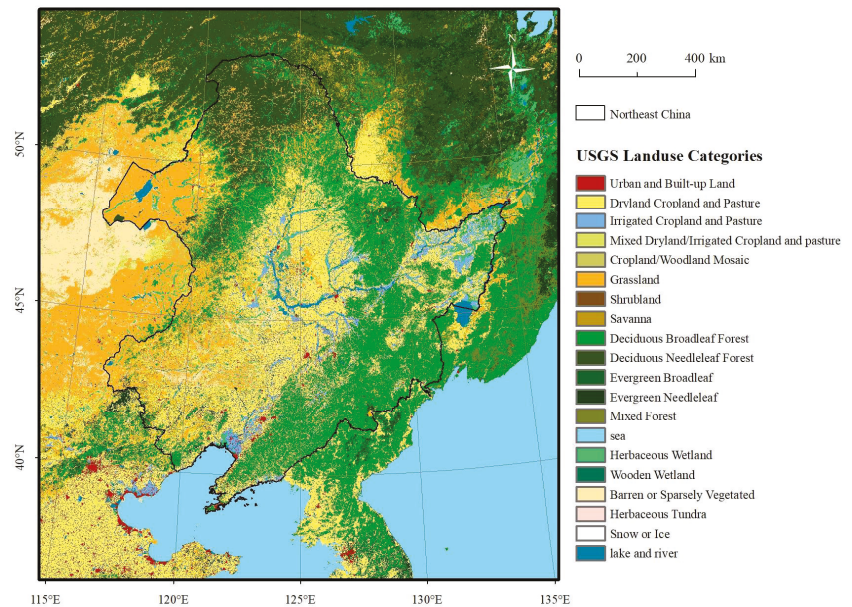 N
0 200 400 km
Northeast China
USGS Landuse Categories
Urban and Built-up Land
Dryland Cropland and Pasture
Irrigated Cropland and Pasture
Mixed Dryland/Irrigated Cropland and pasture
Cropland/Woodland Mosaic
Grassland
Shrubland
Savanna
Deciduous Broadleaf Forest
Deciduous Needleleaf Forest
Evergreen Broadleaf
Evergreen Needleleaf
Mixed Forest
sea
Herbaceous Wetland
Wooden Wetland
Barren or Sparsely Vegetated
Herbaceous Tundra
Snow or Ice
lake and river
50°N
45°N
40°N
115°E 120°E 125°E 130°E 135°E